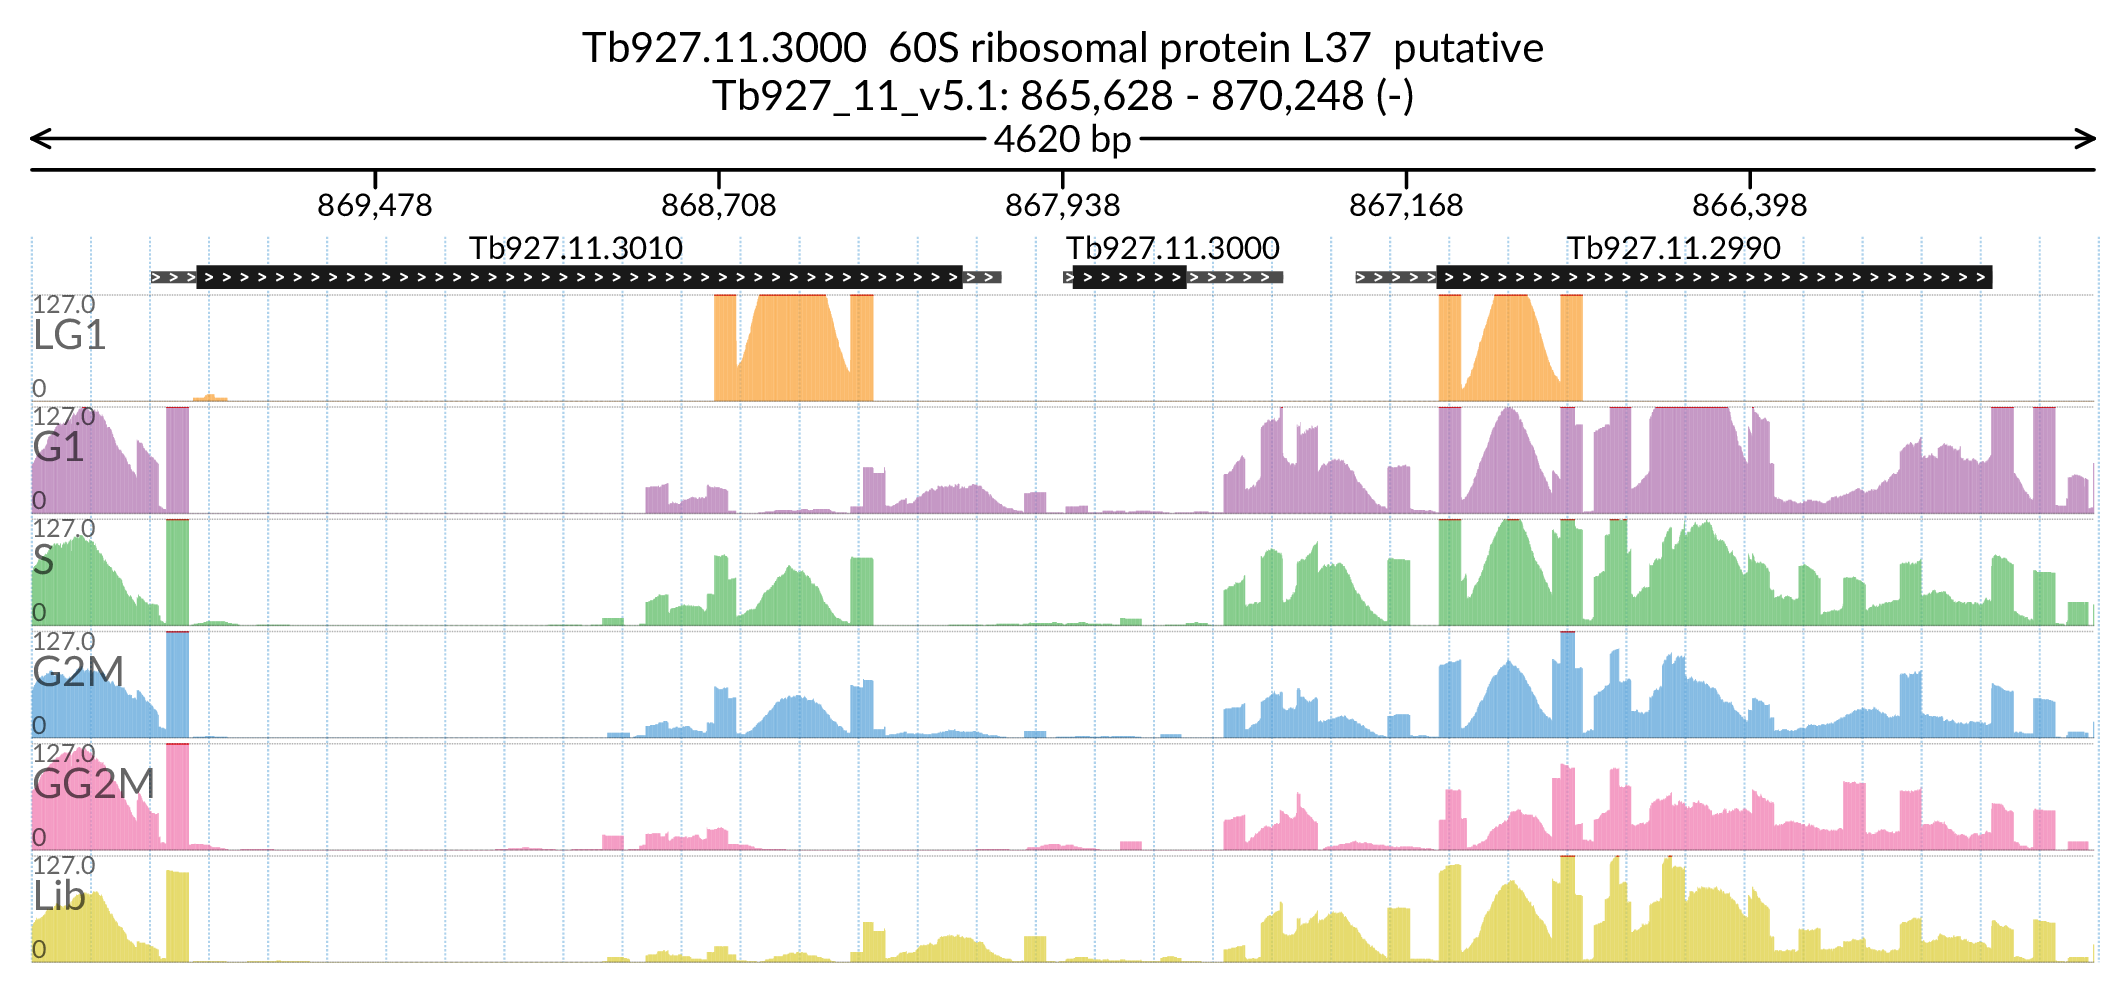 Tb927.11.3000  60S ribosomal protein L37  putative
Tb927_11_v5.1: 865,628 - 870,248 (-)
4620 bp
869,478 868,708 867,938 867,168 866,398
Tb927.11.3010 Tb927.11.3000 Tb927.11.2990
127.0
LG1
0
127.0
G1
0
127.0
S
0
127.0
G2M
0
127.0
GG2M
0
127.0
Lib
0